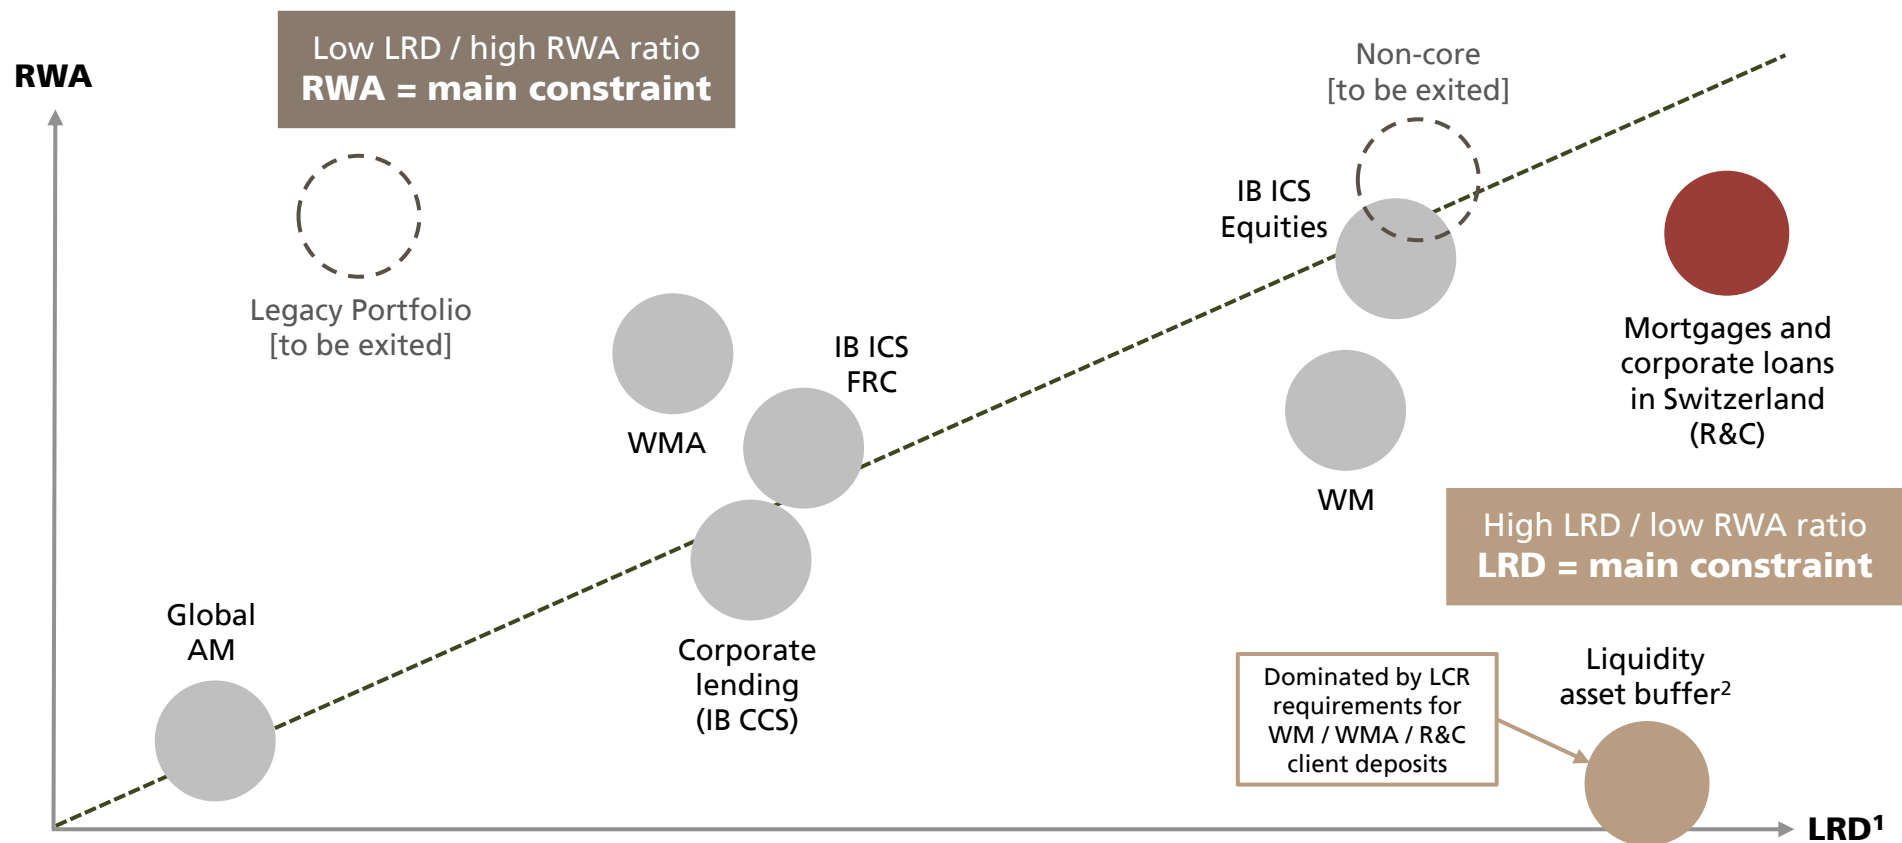 RWA
Low LRD / high RWA ratio
RWA = main constraint
Non-core
[to be exited]
IB ICS
Equities
Legacy Portfolio
[to be exited]
Mortgages and
corporate loans
in Switzerland
(R&C)
IB ICS
FRC
WMA
WM
High LRD / low RWA ratio
LRD = main constraint
Global
AM
Corporate
lending
(IB CCS)
Dominated by LCR
requirements for
WM / WMA / R&C
client deposits
Liquidity
asset buffer²
LRD¹